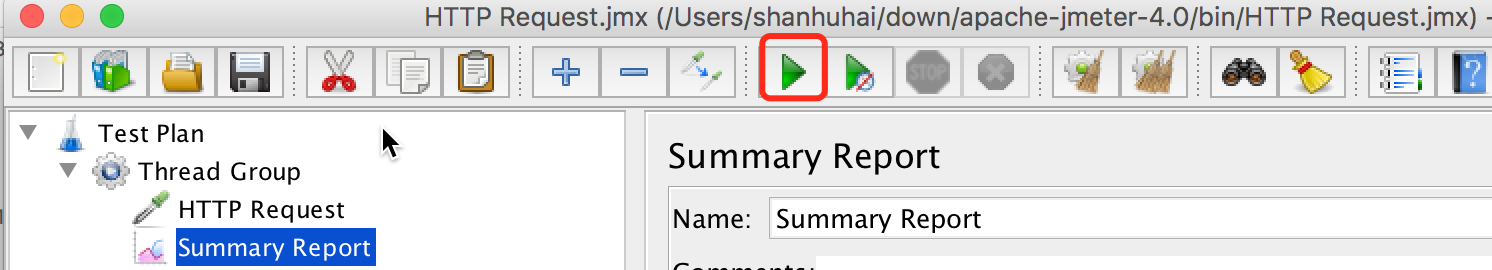 HTTP Request.jmx (/Users/shanhuhai/down/apache-jmeter-4.0/bin/HTTP Request.jmx) -
STOP
Test Plan
Thread Group
HTTP Request
Summary Report
Summary Report
Name: Summary Report
Comments: